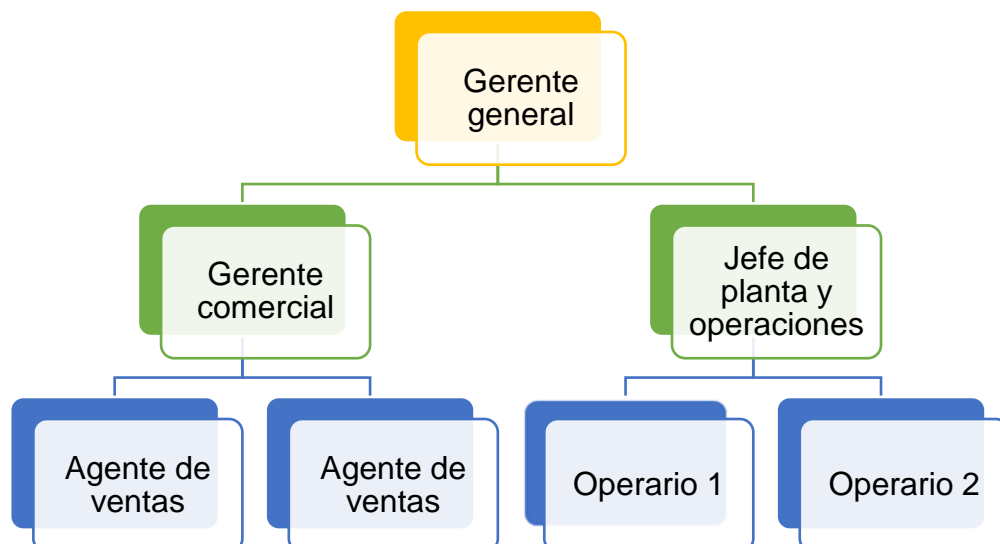 Gerente
general
Gerente
comercial
Jefe de
planta y
operaciones
Agente de
ventas
Agente de
ventas
Operario 1
Operario 2